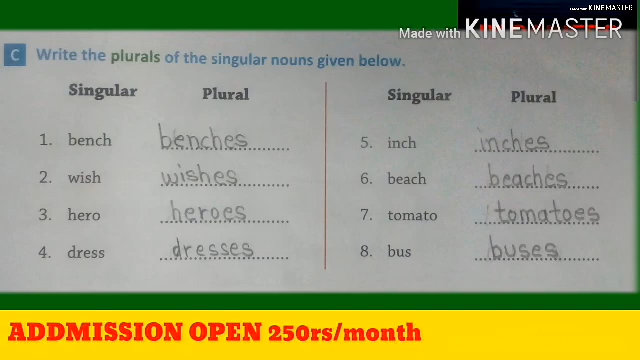 Made with KINEMASTER
C Write the plurals of the singular nouns given below.
Singular Plural
1. bench benches
2. wish wishes
3. hero heroes
4. dress dresses
Singular Plural
5. inch inches
6. beach beaches
7. tomato tomatoes
8. bus buses
ADDMISSION OPEN 250rs/month